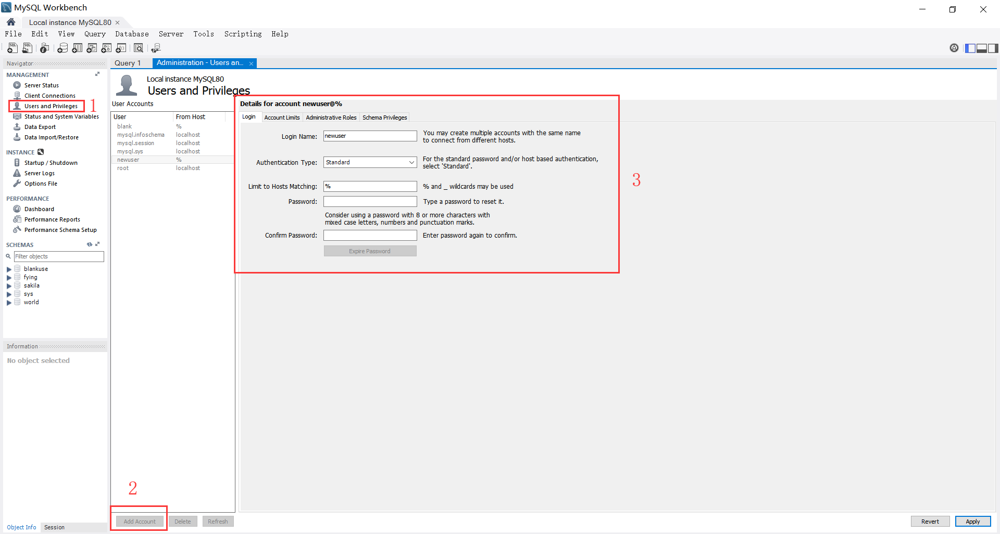 MySQL Workbench
Local instance MySQL80
File Edit View Query Database Server Tools Scripting Help
Navigator
MANAGEMENT
Server Status
Client Connections
Users and Privileges
1
Status and System Variables
Data Export
Data Import/Restore
INSTANCE
Startup / Shutdown
Server Logs
Options File
PERFORMANCE
Dashboard
Performance Reports
Performance Schema Setup
SCHEMAS
Filter objects
blankuse
fying
sakila
sys
world
Information
No object selected
Object Info Session
Query 1 Administration - Users an...
Local instance MySQL80
Users and Privileges
User Accounts
User From Host
blank %
mysql.infoschema localhost
mysql.session localhost
mysql.sys localhost
newuser %
root localhost
2
Add Account Delete Refresh
Details for account newuser@%
Login Account Limits Administrative Roles Schema Privileges
Login Name: newuser You may create multiple accounts with the same name
to connect from different hosts.
Authentication Type: Standard For the standard password and/or host based authentication,
select 'Standard'.
Limit to Hosts Matching: % % and _ wildcards may be used
Password: Type a password to reset it.
Consider using a password with 8 or more characters with
mixed case letters, numbers and punctuation marks.
Confirm Password: Enter password again to confirm.
Expire Password
3
Revert Apply